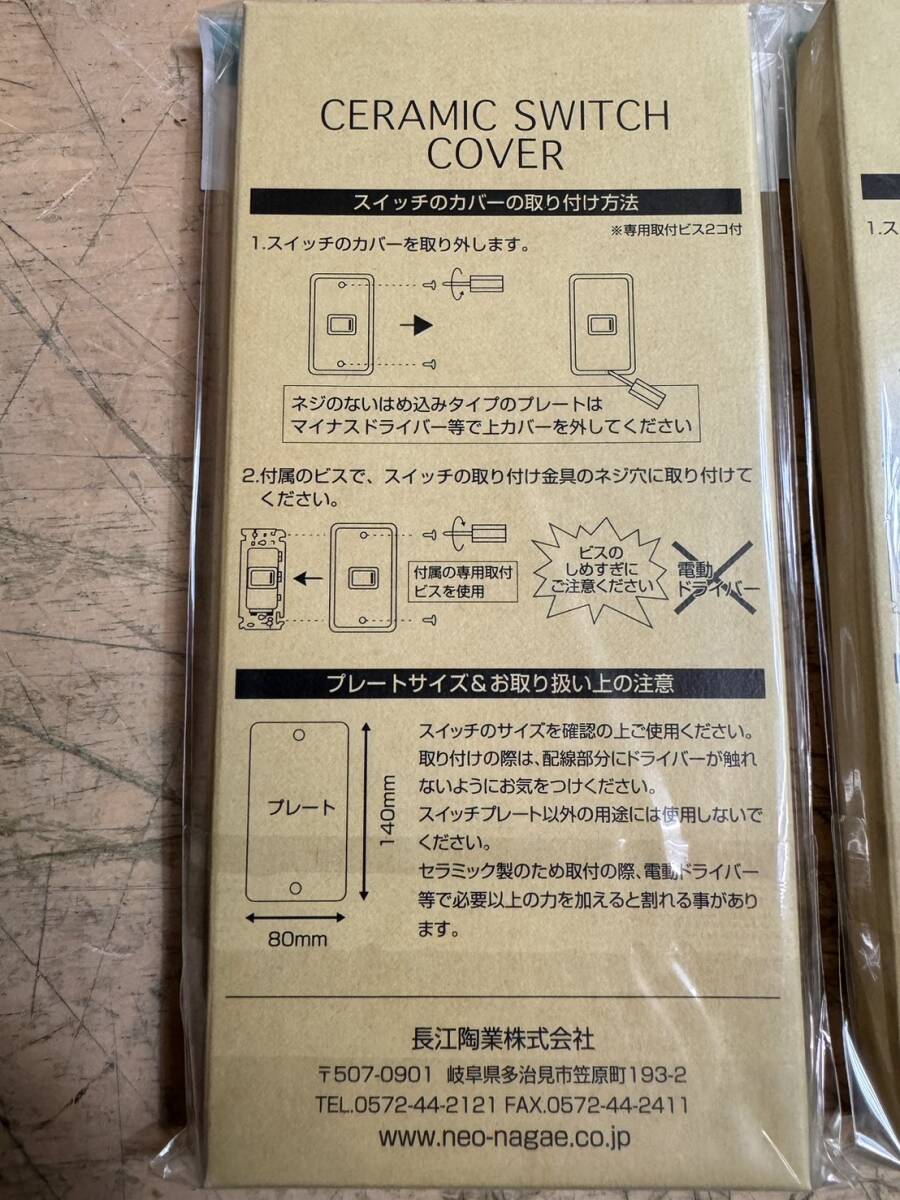 CERAMIC SWITCH
COVER
スイッチのカバーの取り付け方法
※専用取付ビス2コ付
1.スイッチのカバーを取り外します。
ネジのないはめ込みタイプのプレートは
マイナスドライバー等で上カバーを外してください
2.付属のビスで、スイッチの取り付け金具のネジ穴に取り付けて
ください。
付属の専用取付
ビスを使用
ビスの
しめすぎに
ご注意ください
電動
ドライバー
プレートサイズ&お取り扱い上の注意
プレート
140mm
80mm
スイッチのサイズを確認の上ご使用ください。
取り付けの際は、配線部分にドライバーが触れ
ないようにお気をつけください。
スイッチプレート以外の用途には使用しないで
ください。
セラミック製のため取付の際、電動ドライバー
等で必要以上の力を加えると割れる事があり
ます。
長江陶業株式会社
〒507-0901 岐阜県多治見市笠原町193-2
TEL.0572-44-2121 FAX.0572-44-2411
www.neo-nagae.co.jp
1.ス